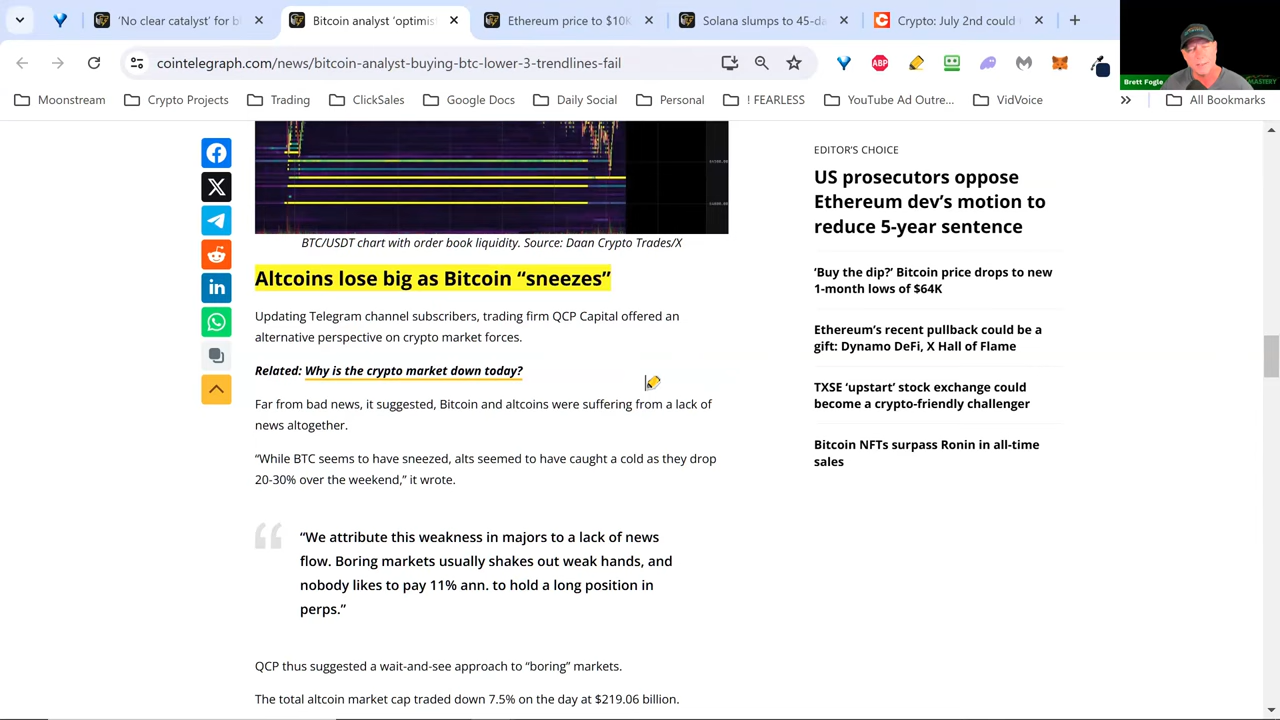 'No clear catalyst' for b
Bitcoin analyst 'optimis
Ethereum price to $10K
Solana slumps to 45-da
Crypto: July 2nd could
cointelegraph.com/news/bitcoin-analyst-buying-btc-lower-3-trendlines-fail
ABP
Moonstream
Crypto Projects
Trading
ClickSales
Google Docs
Daily Social
Personal
! FEARLESS
YouTube Ad Outre...
VidVoice
All Bookmarks
Brett Fogle
MASTERY
BTC/USDT chart with order book liquidity. Source: Daan Crypto Trades/X
Altcoins lose big as Bitcoin “sneezes”
Updating Telegram channel subscribers, trading firm QCP Capital offered an
alternative perspective on crypto market forces.
Related: Why is the crypto market down today?
Far from bad news, it suggested, Bitcoin and altcoins were suffering from a lack of
news altogether.
“While BTC seems to have sneezed, alts seemed to have caught a cold as they drop
20-30% over the weekend,” it wrote.
“We attribute this weakness in majors to a lack of news
flow. Boring markets usually shakes out weak hands, and
nobody likes to pay 11% ann. to hold a long position in
perps.”
QCP thus suggested a wait-and-see approach to “boring” markets.
The total altcoin market cap traded down 7.5% on the day at $219.06 billion.
EDITOR’S CHOICE
US prosecutors oppose
Ethereum dev’s motion to
reduce 5-year sentence
‘Buy the dip?’ Bitcoin price drops to new
1-month lows of $64K
Ethereum’s recent pullback could be a
gift: Dynamo DeFi, X Hall of Flame
TXSE ‘upstart’ stock exchange could
become a crypto-friendly challenger
Bitcoin NFTs surpass Ronin in all-time
sales